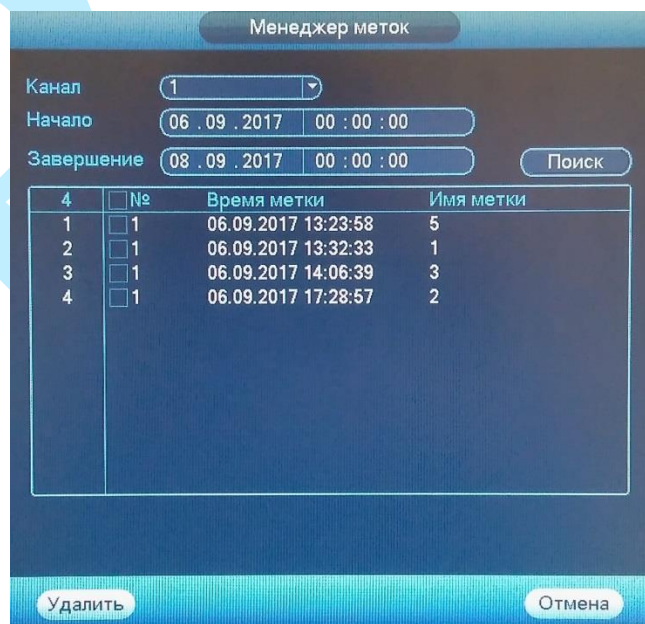 Менеджер меток
Канал 1
Начало 06 . 09 . 2017 00 : 00 : 00
Завершение 08 . 09 . 2017 00 : 00 : 00 Поиск
4 № Время метки Имя метки
1 1 06.09.2017 13:23:58 5
2 1 06.09.2017 13:32:33 1
3 1 06.09.2017 14:06:39 3
4 1 06.09.2017 17:28:57 2
Удалить Отмена